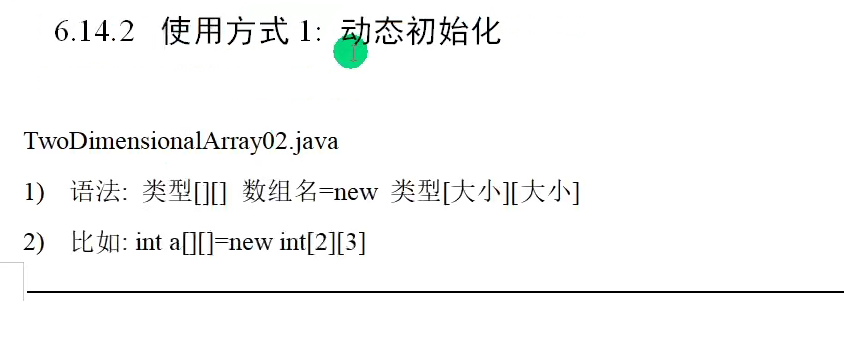 6.14.2 使用方式 1: 动态初始化
TwoDimensionalArray02.java
1) 语法: 类型[][] 数组名=new 类型[大小][大小]
2) 比如: int a[][]=new int[2][3]